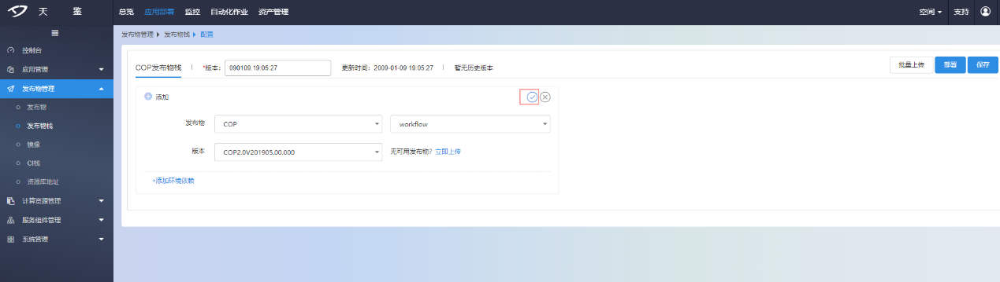 天 鉴 总览 应用部署 监控 自动化作业 资产管理 空间 支持
控制台
应用管理
发布物管理
发布物
发布物栈
镜像
CI栈
资源库地址
计算资源管理
服务组件管理
系统管理
发布物管理 发布物栈 配置
COP发布物栈 *版本: 090109.19:05:27 更新时间: 2009-01-09 19:05:27 暂无历史版本 批量上传 部署 保存
添加
发布物 COP workflow
版本 COP2.0V201905.00.000 无可用发布物? 立即上传
+添加环境依赖